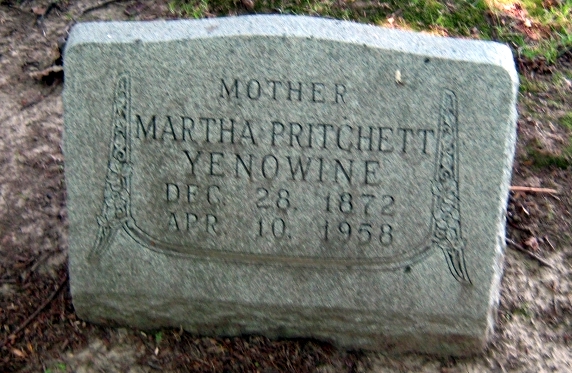 MOTHER
MARTHA PRITCHETT
YENOWINE
DEC. 28. 1872
APR. 10. 1958